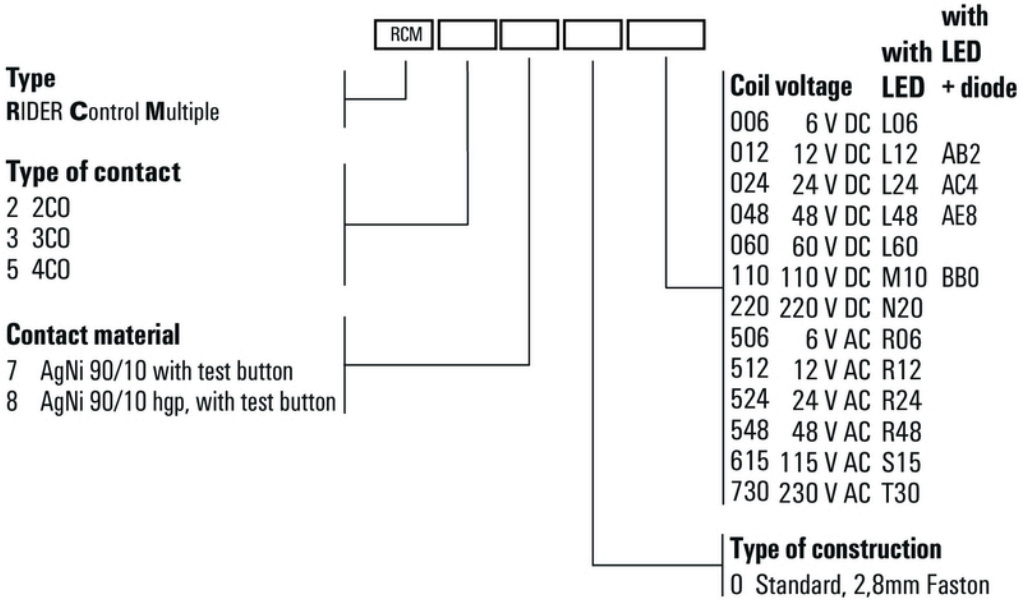 RCM
Type
RIDER Control Multiple
Type of contact
2 2CO
3 3CO
5 4CO
Contact material
7 AgNi 90/10 with test button
8 AgNi 90/10 hgp, with test button
with
with LED
Coil voltage LED + diode
006 6 V DC L06
012 12 V DC L12 AB2
024 24 V DC L24 AC4
048 48 V DC L48 AE8
060 60 V DC L60
110 110 V DC M10 BB0
220 220 V DC N20
506 6 V AC R06
512 12 V AC R12
524 24 V AC R24
548 48 V AC R48
615 115 V AC S15
730 230 V AC T30
Type of construction
0 Standard, 2,8mm Faston